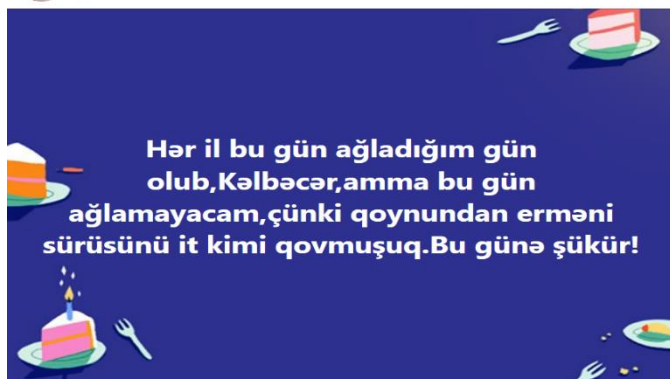 Hər il bu gün ağladığım gün
olub,Kəlbəcər,amma bu gün
ağlamayacam,çünki qoynundan erməni
sürüsünü it kimi qovmuşuq.Bu günə şükür!